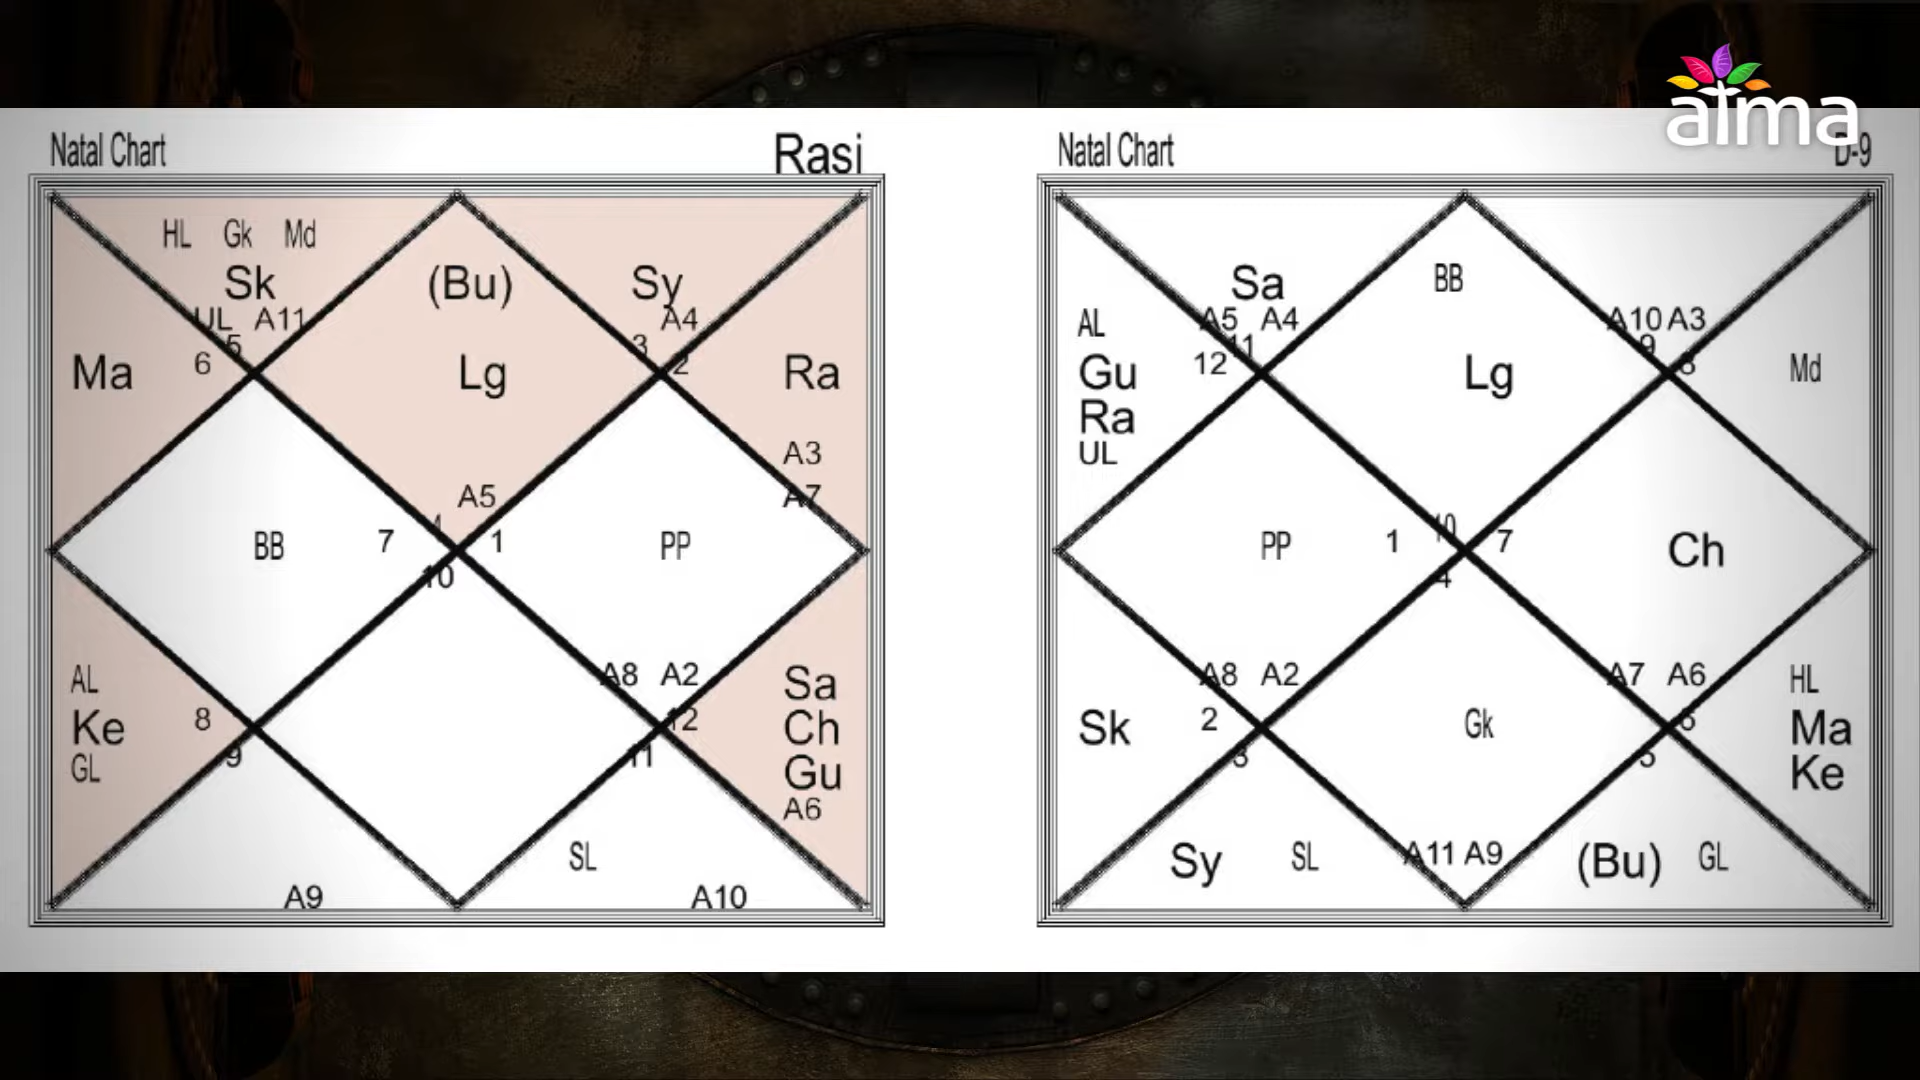 atma
Natal Chart
Rasi
HL Gk Md
Sk
UL A11
5
(Bu)
Lg
A5
4
Sy
A4
3
2
Ma
6
Ra
A3
A7
BB
7
1
PP
10
AL
Ke
GL
8
9
A9
A8 A2
12
11
Sa
Ch
Gu
A6
SL
A10
Natal Chart
D-9
Sa
A5 A4
11
BB
Lg
10
A10 A3
9
8
Md
AL
Gu
Ra
UL
12
PP
1
7
Ch
4
A8 A2
Sk
2
3
Gk
A7 A6
6
5
HL
Ma
Ke
Sy SL
A11 A9
(Bu) GL